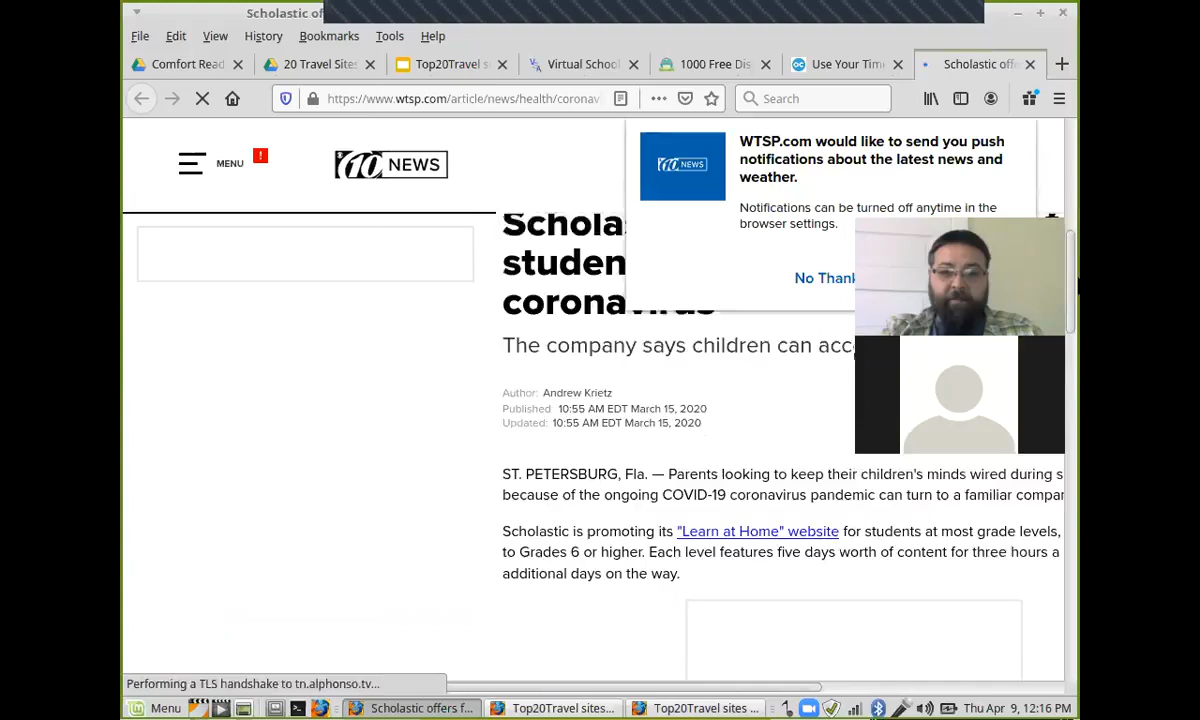 Scholastic of
File Edit View History Bookmarks Tools Help
Comfort Read 20 Travel Sites Top20Travel s Virtual School 1000 Free Dis Use Your Time Scholastic offe
https://www.wtsp.com/article/news/health/coronav Search
MENU ! 10 NEWS
10 NEWS
WTSP.com would like to send you push
notifications about the latest news and
weather.
Notifications can be turned off anytime in the
browser settings.
No Thank
Schola
studen
coronavirus
The company says children can acc
Author: Andrew Krietz
Published: 10:55 AM EDT March 15, 2020
Updated: 10:55 AM EDT March 15, 2020
ST. PETERSBURG, Fla. — Parents looking to keep their children's minds wired during s
because of the ongoing COVID-19 coronavirus pandemic can turn to a familiar compar
Scholastic is promoting its "Learn at Home" website for students at most grade levels,
to Grades 6 or higher. Each level features five days worth of content for three hours a
additional days on the way.
Performing a TLS handshake to tn.alphonso.tv...
Menu Scholastic offers f... Top20Travel sites... Top20Travel sites ... Thu Apr 9, 12:16 PM